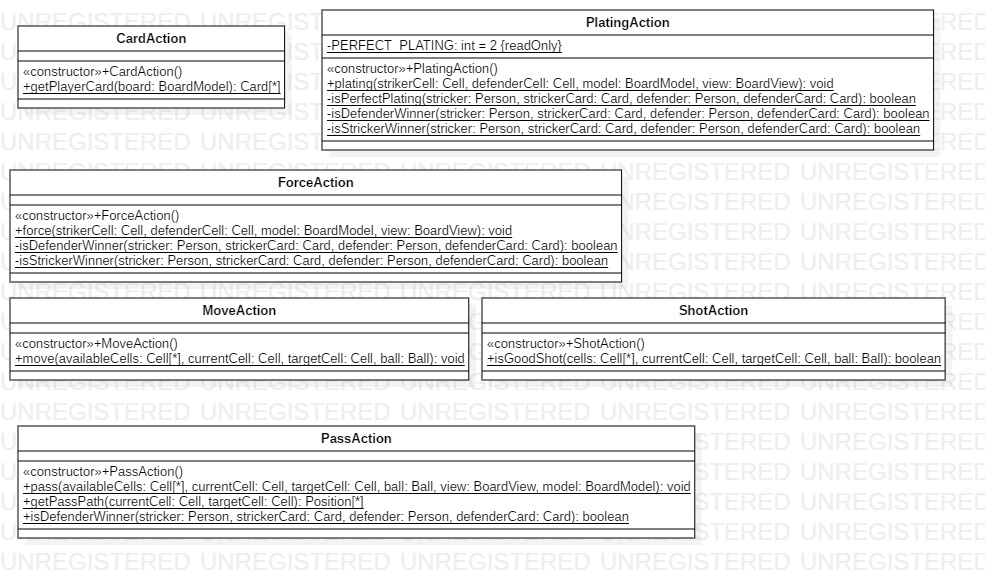 CardAction
«constructor»+CardAction()
+getPlayerCard(board: BoardModel): Card[*]
PlatingAction
-PERFECT_PLATING: int = 2 {readOnly}
«constructor»+PlatingAction()
+plating(strikerCell: Cell, defenderCell: Cell, model: BoardModel, view: BoardView): void
-isPerfectPlating(stricker: Person, strickerCard: Card, defender: Person, defenderCard: Card): boolean
-isDefenderWinner(stricker: Person, strickerCard: Card, defender: Person, defenderCard: Card): boolean
-isStrickerWinner(stricker: Person, strickerCard: Card, defender: Person, defenderCard: Card): boolean
ForceAction
«constructor»+ForceAction()
+force(strikerCell: Cell, defenderCell: Cell, model: BoardModel, view: BoardView): void
-isDefenderWinner(stricker: Person, strickerCard: Card, defender: Person, defenderCard: Card): boolean
-isStrickerWinner(stricker: Person, strickerCard: Card, defender: Person, defenderCard: Card): boolean
MoveAction
«constructor»+MoveAction()
+move(availableCells: Cell[*], currentCell: Cell, targetCell: Cell, ball: Ball): void
ShotAction
«constructor»+ShotAction()
+isGoodShot(cells: Cell[*], currentCell: Cell, targetCell: Cell, ball: Ball): boolean
PassAction
«constructor»+PassAction()
+pass(availableCells: Cell[*], currentCell: Cell, targetCell: Cell, ball: Ball, view: BoardView, model: BoardModel): void
+getPassPath(currentCell: Cell, targetCell: Cell): Position[*]
+isDefenderWinner(stricker: Person, strickerCard: Card, defender: Person, defenderCard: Card): boolean
UNREGISTERED UNREGISTERED UNREGISTERED UNREGISTERED UNREGISTERED